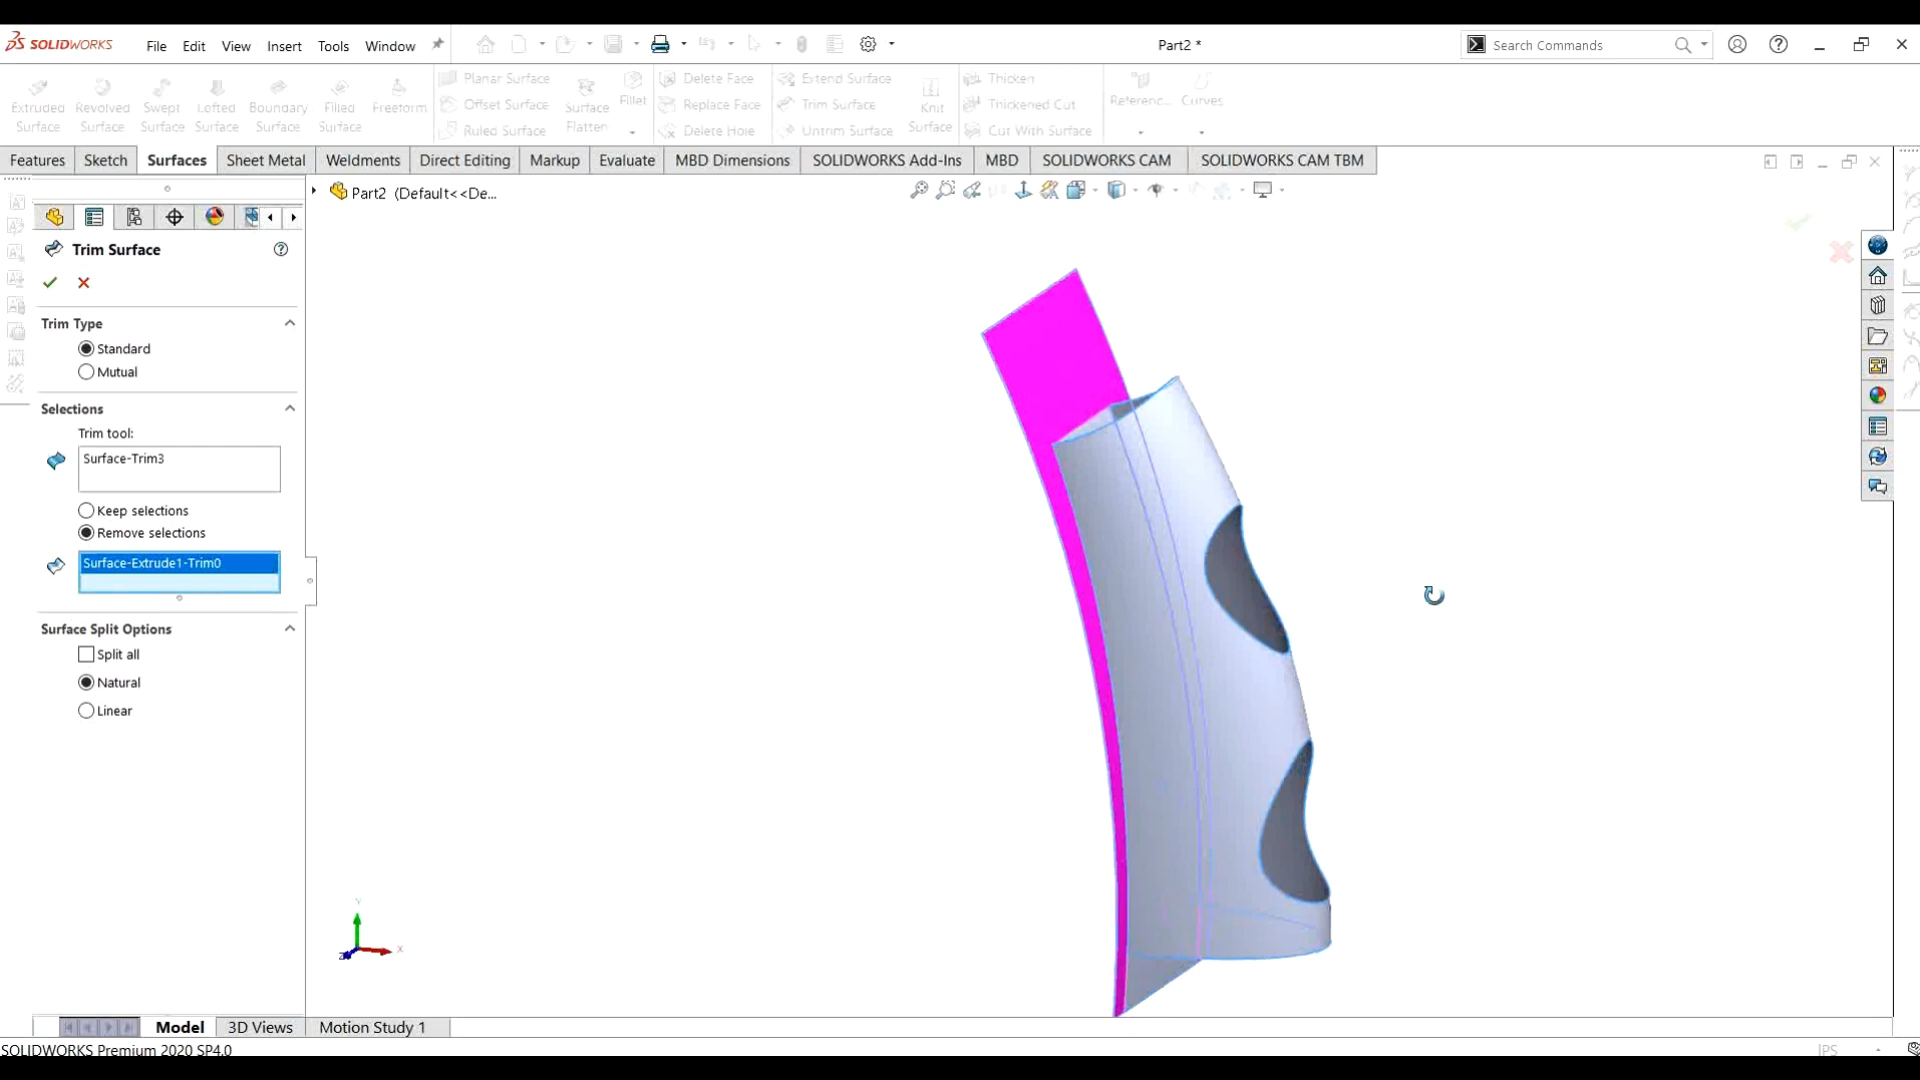 SOLIDWORKS File Edit View Insert Tools Window Part2 * Search Commands
Extruded Surface
Revolved Surface
Swept Surface
Lofted Surface
Boundary Surface
Filled Surface
Freeform
Planar Surface
Offset Surface
Ruled Surface
Surface Flatten
Fillet
Delete Face
Replace Face
Delete Hole
Extend Surface
Trim Surface
Untrim Surface
Knit Surface
Thicken
Thickened Cut
Cut With Surface
Referenc...
Curves
Features Sketch Surfaces Sheet Metal Weldments Direct Editing Markup Evaluate MBD Dimensions SOLIDWORKS Add-Ins MBD SOLIDWORKS CAM SOLIDWORKS CAM TBM
Part2 (Default<<De...
Trim Surface
Trim Type
Standard
Mutual
Selections
Trim tool:
Surface-Trim3
Keep selections
Remove selections
Surface-Extrude1-Trim0
Surface Split Options
Split all
Natural
Linear
Y
X
Z
Model 3D Views Motion Study 1
SOLIDWORKS Premium 2020 SP4.0 IPS